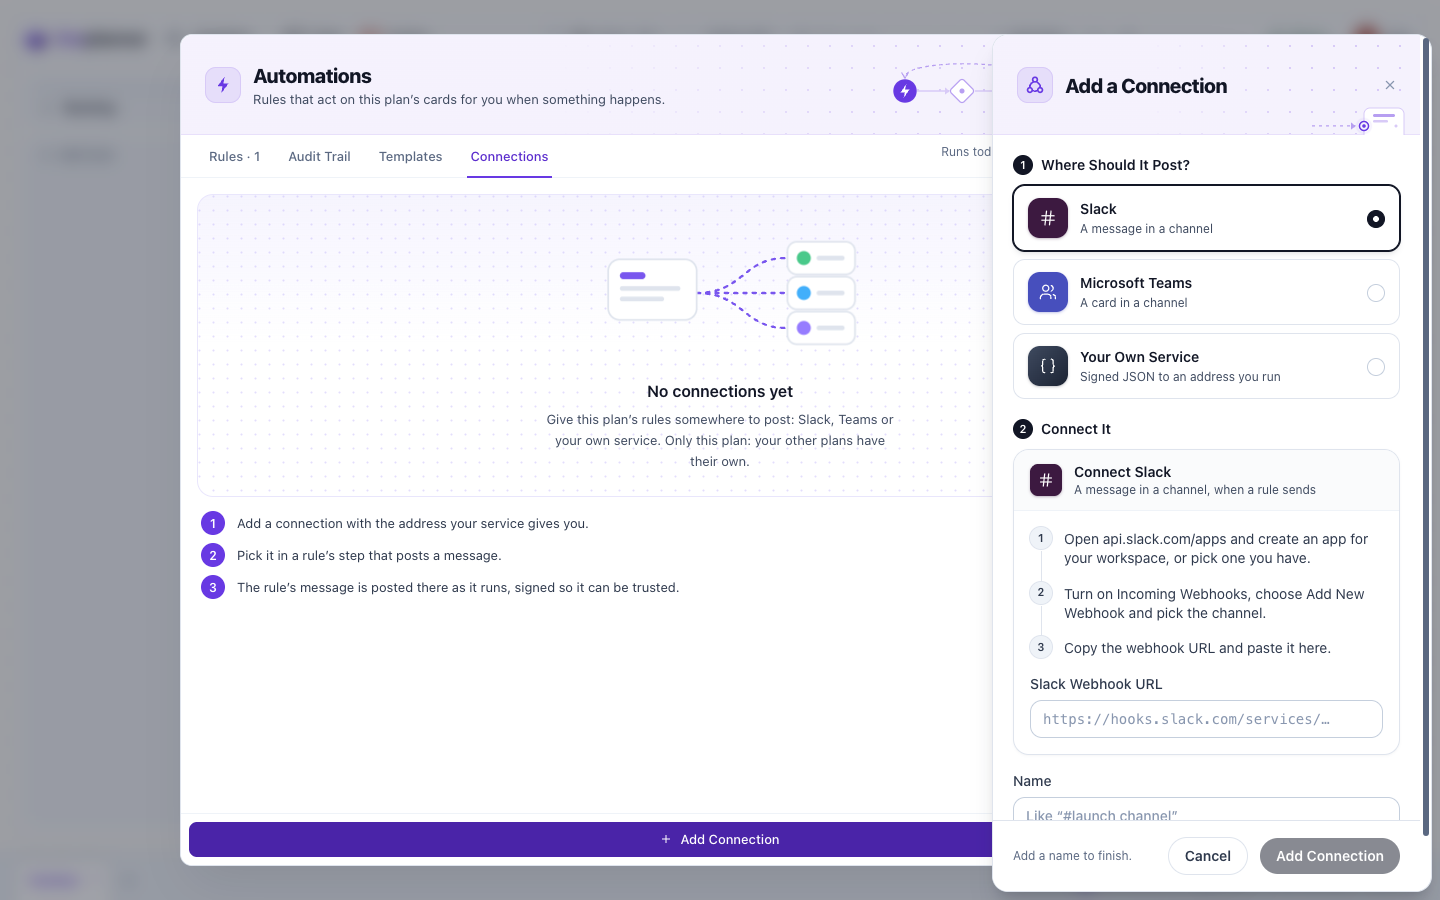 Automations
Rules that act on this plan’s cards for you when something happens.
Rules · 1
Audit Trail
Templates
Connections
Runs tod
No connections yet
Give this plan’s rules somewhere to post: Slack, Teams or
your own service. Only this plan: your other plans have
their own.
1 Add a connection with the address your service gives you.
2 Pick it in a rule’s step that posts a message.
3 The rule’s message is posted there as it runs, signed so it can be trusted.
+ Add Connection
Add a Connection
1 Where Should It Post?
Slack
A message in a channel
Microsoft Teams
A card in a channel
Your Own Service
Signed JSON to an address you run
2 Connect It
Connect Slack
A message in a channel, when a rule sends
1 Open api.slack.com/apps and create an app for
your workspace, or pick one you have.
2 Turn on Incoming Webhooks, choose Add New
Webhook and pick the channel.
3 Copy the webhook URL and paste it here.
Slack Webhook URL
https://hooks.slack.com/services/…
Name
Like “#launch channel”
Add a name to finish.
Cancel
Add Connection